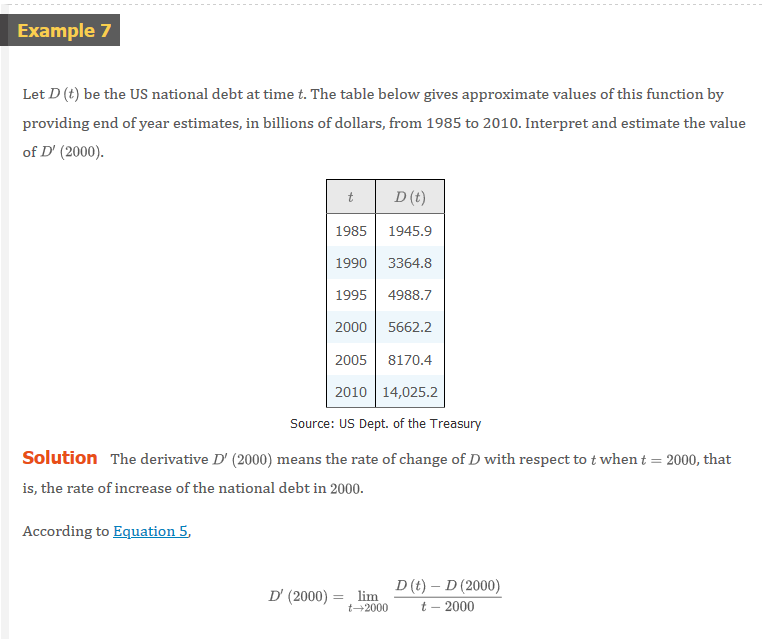 Example 7
Let D (t) be the US national debt at time t. The table below gives approximate values of this function by
providing end of year estimates, in billions of dollars, from 1985 to 2010. Interpret and estimate the value
of D′ (2000).
t D (t)
1985 1945.9
1990 3364.8
1995 4988.7
2000 5662.2
2005 8170.4
2010 14,025.2
Source: US Dept. of the Treasury
Solution The derivative D′ (2000) means the rate of change of D with respect to t when t = 2000, that
is, the rate of increase of the national debt in 2000.
According to Equation 5,
D′ (2000) = lim t→2000 D (t) − D (2000) / t − 2000